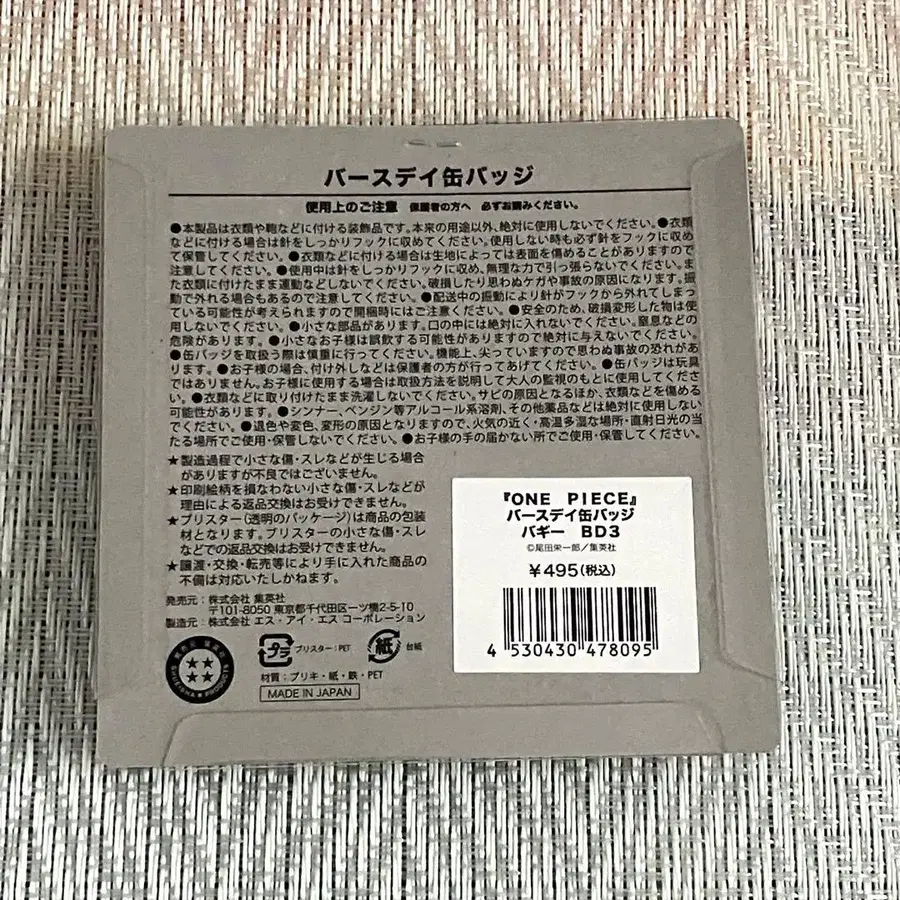 バースデイ缶バッジ
使用上のご注意 保護者の方へ 必ずお読みください。
●本製品は衣類や鞄などに付ける装飾品です。本来の用途以外、絶対に使用しないでください。●衣類
などに付ける場合は針をしっかりフックに収めてください。使用しない時も必ず針をフックに収め
て保管してください。●衣類などに付ける場合は生地によっては表面を傷めることがありますので
注意してください。●使用中は針をしっかりフックに収め、無理な力で引っ張らないでください。ま
た衣類に付けたまま運動などしないでください。破損したり思わぬケガや事故の原因になります。振
動で外れる場合もあるので注意してください。●配送中の振動により針がフックから外れてしまっ
ている可能性が考えられますので開梱時にはご注意ください。●安全のため、破損変形した物は使
用しないでください。●小さな部品があります。口の中には絶対に入れないでください。窒息などの
危険があります。●小さなお子様は誤飲する可能性がありますので絶対に与えないでください。
●缶バッジを取扱う際は慎重に行ってください。機能上、尖っていますので思わぬ事故の恐れがあり
ます。●お子様の場合、付け外しなどは保護者の方が行ってあげてください。●缶バッジは玩具
ではありません。お子様に使用する場合は取扱方法を説明して大人の監視のもとに使用してくださ
い。●衣類などに取り付けたまま洗濯しないでください。サビの原因となるほか、衣類などを傷める
可能性があります。●シンナー、ベンジン等アルコール系溶剤、その他薬品などは絶対に使用しない
でください。●退色や変色、変形の原因となりますので、火気の近く・高温多湿な場所・直射日光の当
たる場所でご使用・保管しないでください。●お子様の手の届かない所でご使用・保管してください。
★製造過程で小さな傷・スレなどが生じる場合
がありますが不良ではございません。
★印刷絵柄を損なわない小さな傷・スレなどが
理由による返品交換はお受けできません。
★ブリスター(透明のパッケージ)は商品の包装
材となります。ブリスターの小さな傷・スレ
などでの返品交換はお受けできません。
★譲渡・交換・転売等により手に入れた商品の
不備は対応いたしかねます。
発売元:株式会社 集英社
〒101-8050 東京都千代田区一ツ橋2-5-10
製造元:株式会社 エス・アイ・エス コーポレーション
プラ ブリスター:PET 紙 台紙
材質:ブリキ・紙・鉄・PET
MADE IN JAPAN
SHUEISHA PRODUCTS
『ONE PIECE』
バースデイ缶バッジ
バギー BD3
©尾田栄一郎/集英社
¥495(税込)
4 530430 478095